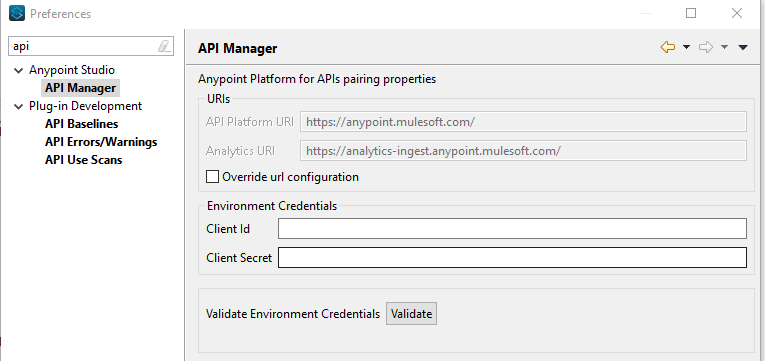 Preferences
api
Anypoint Studio
API Manager
Plug-in Development
API Baselines
API Errors/Warnings
API Use Scans
API Manager
Anypoint Platform for APIs pairing properties
URIs
API Platform URI https://anypoint.mulesoft.com/
Analytics URI https://analytics-ingest.anypoint.mulesoft.com/
Override url configuration
Environment Credentials
Client Id
Client Secret
Validate Environment Credentials Validate